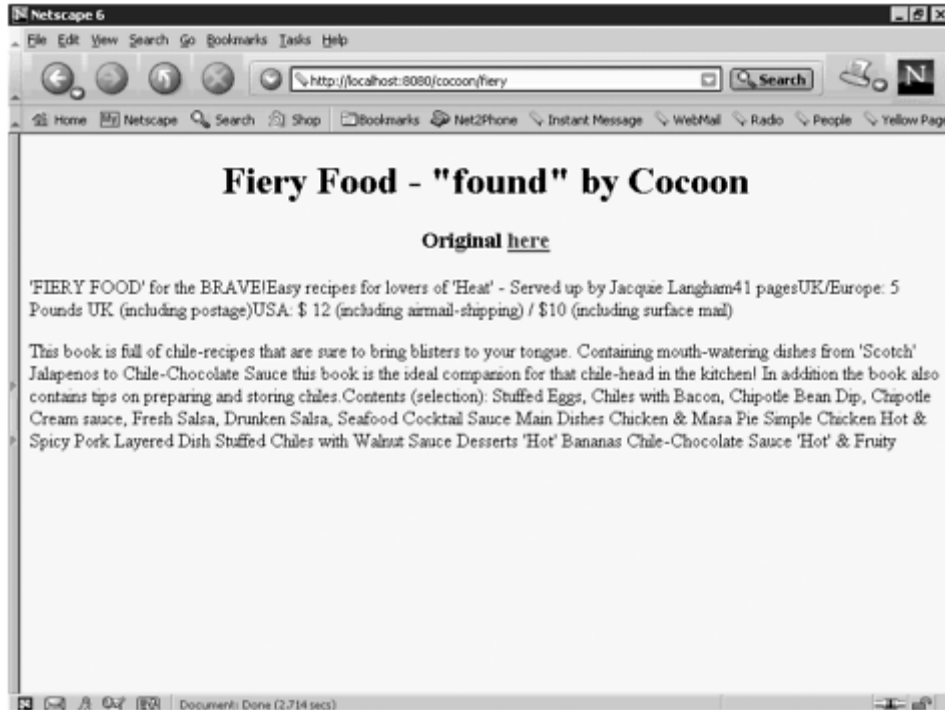 Netscape 6
File Edit View Search Go Bookmarks Tasks Help
http://localhost:8080/cocoon/fiery Search N
Home My Netscape Search Shop Bookmarks Net2Phone Instant Message WebMail Radio People Yellow Page
Fiery Food - "found" by Cocoon
Original here
'FIERY FOOD' for the BRAVE!Easy recipes for lovers of 'Heat' - Served up by Jacquie Langham41 pagesUK/Europe: 5
Pounds UK (including postage)USA: $ 12 (including airmail-shipping) / $10 (including surface mail)
This book is full of chile-recipes that are sure to bring blisters to your tongue. Containing mouth-watering dishes from 'Scotch'
Jalapenos to Chile-Chocolate Sauce this book is the ideal companion for that chile-head in the kitchen! In addition the book also
contains tips on preparing and storing chiles.Contents (selection): Stuffed Eggs, Chiles with Bacon, Chipotle Bean Dip, Chipotle
Cream sauce, Fresh Salsa, Drunken Salsa, Seafood Cocktail Sauce Main Dishes Chicken & Masa Pie Simple Chicken Hot &
Spicy Pork Layered Dish Stuffed Chiles with Walnut Sauce Desserts 'Hot' Bananas Chile-Chocolate Sauce 'Hot' & Fruity
Document: Done (2.714 secs)